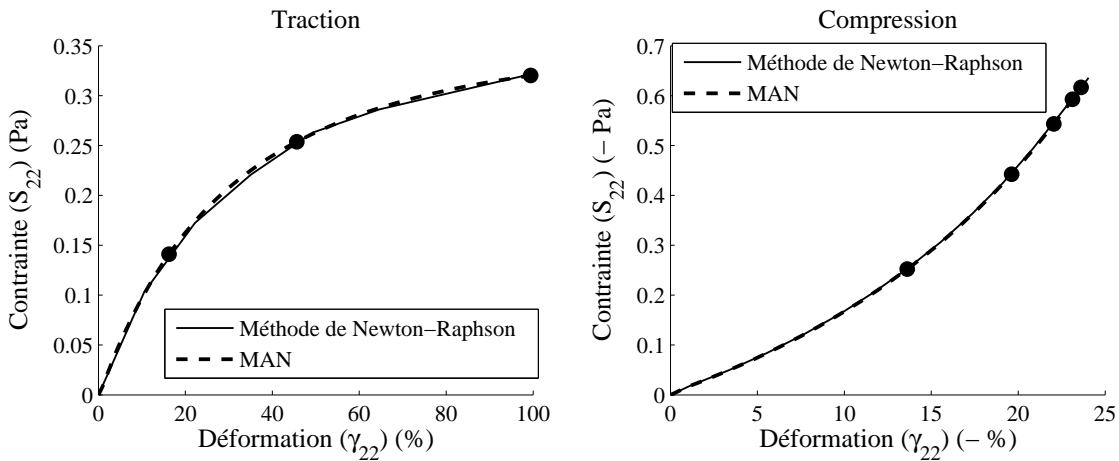 Traction
0.35
0.3
0.25
0.2
0.15
0.1
0.05
0
Contrainte (S22) (Pa)
Méthode de Newton−Raphson
MAN
0 20 40 60 80 100
Déformation (γ22) (%)
Compression
0.7
0.6
0.5
0.4
0.3
0.2
0.1
0
Contrainte (S22) (− Pa)
Méthode de Newton−Raphson
MAN
0 5 10 15 20 25
Déformation (γ22) (− %)